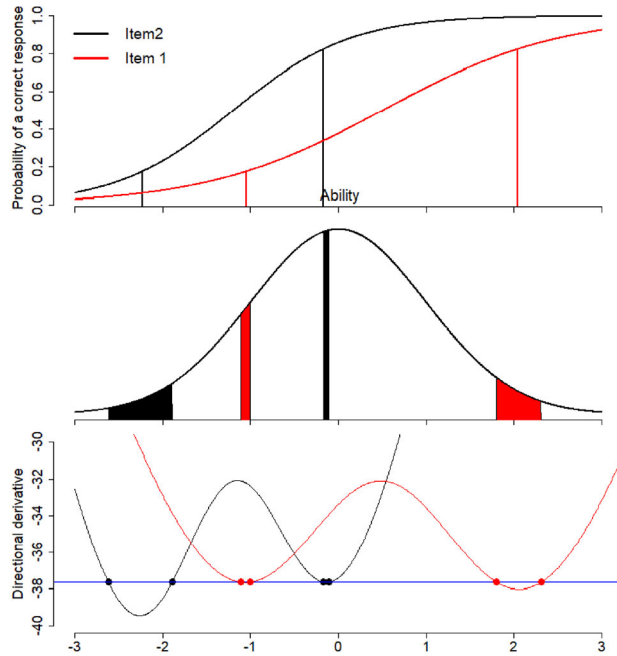 Probability of a correct response
1.0
0.8
0.6
0.4
0.2
0.0
Item2
Item 1
Ability
Directional derivative
-30
-32
-34
-36
-38
-40
-3 -2 -1 0 1 2 3